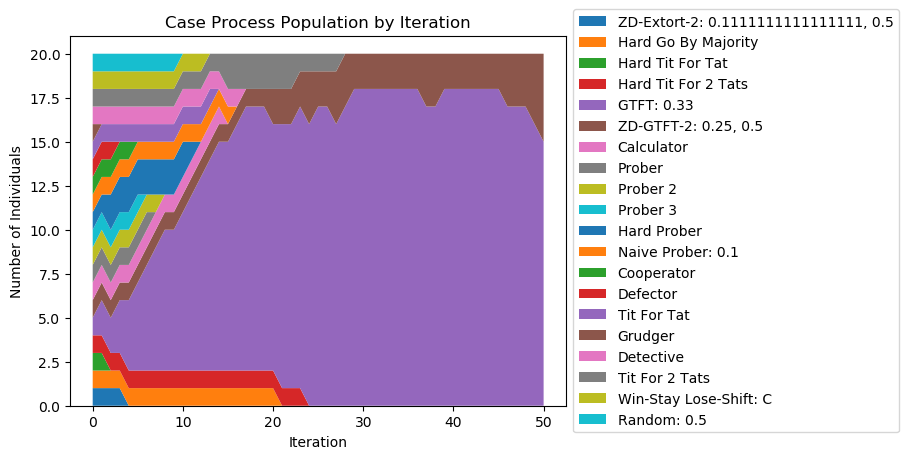 Case Process Population by Iteration
Number of Individuals
20.0
17.5
15.0
12.5
10.0
7.5
5.0
2.5
0.0
0
10
20
30
40
50
Iteration
ZD-Extort-2: 0.1111111111111111, 0.5
Hard Go By Majority
Hard Tit For Tat
Hard Tit For 2 Tats
GTFT: 0.33
ZD-GTFT-2: 0.25, 0.5
Calculator
Prober
Prober 2
Prober 3
Hard Prober
Naive Prober: 0.1
Cooperator
Defector
Tit For Tat
Grudger
Detective
Tit For 2 Tats
Win-Stay Lose-Shift: C
Random: 0.5